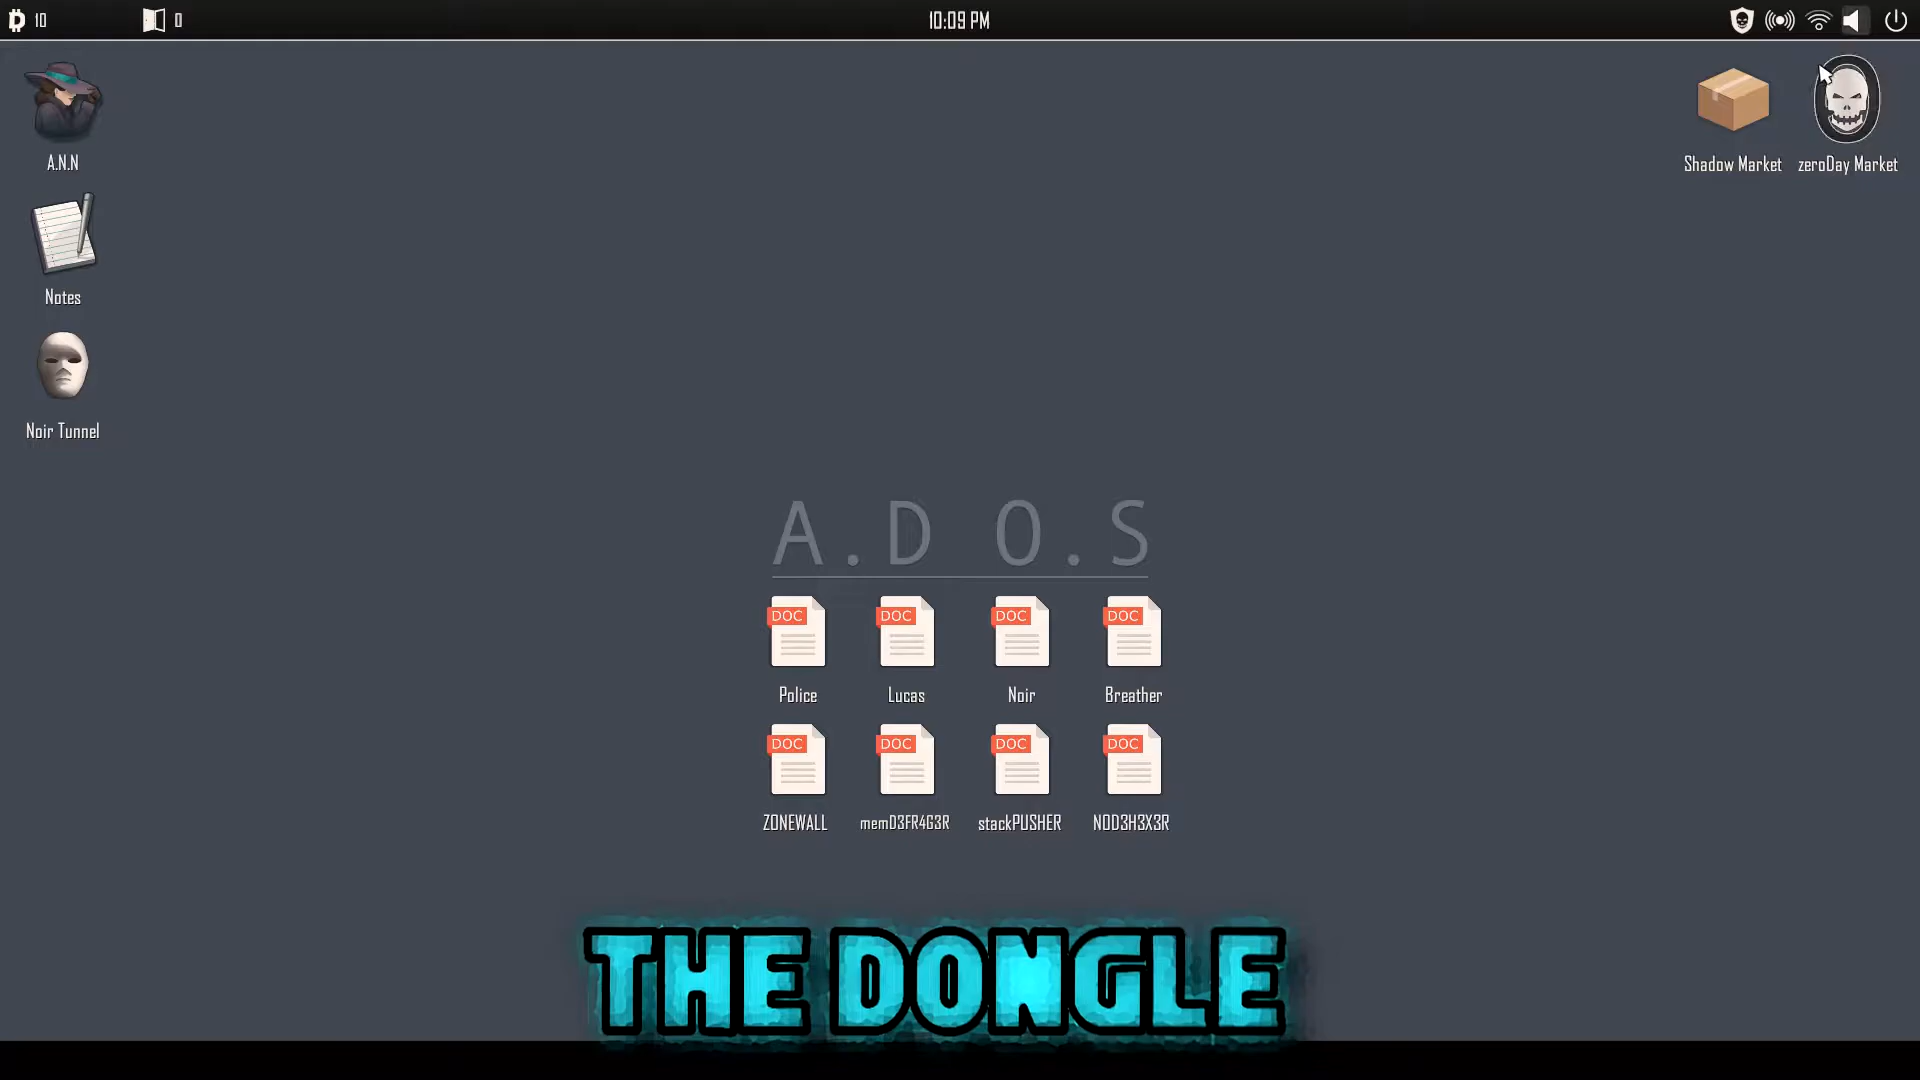 10
0
10:09 PM
A.N.N
Notes
Noir Tunnel
Shadow Market
zeroDay Market
A.D O.S
DOC DOC DOC DOC
Police Lucas Noir Breather
DOC DOC DOC DOC
ZONEWALL memD3FR4G3R stackPUSHER NOD3H3X3R
THE DONGLE